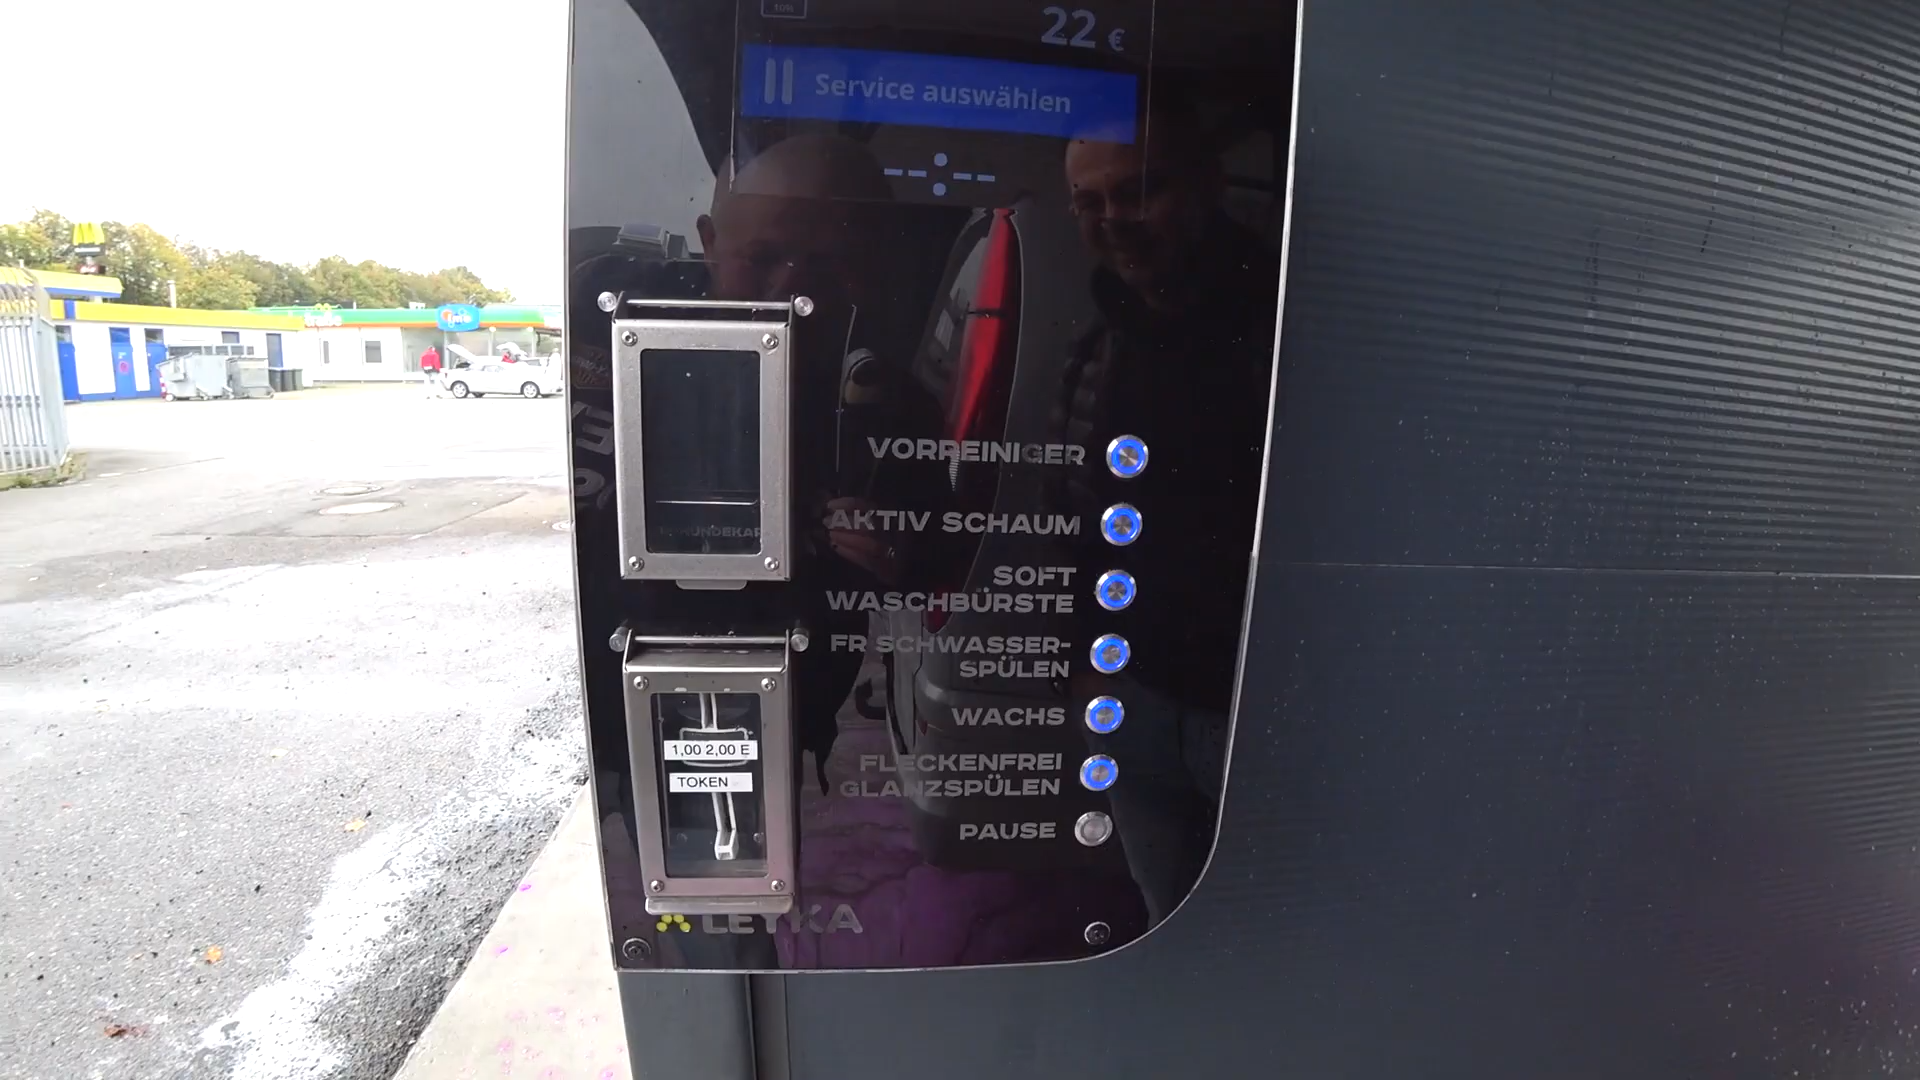 22 €
Service auswählen
--:--
VORREINIGER
AKTIV SCHAUM
SOFT
WASCHBÜRSTE
FR SCHWASSER-
SPÜLEN
WACHS
FLECKENFREI
GLANZSPÜLEN
PAUSE
1,00 2,00 E
TOKEN
LEYKA